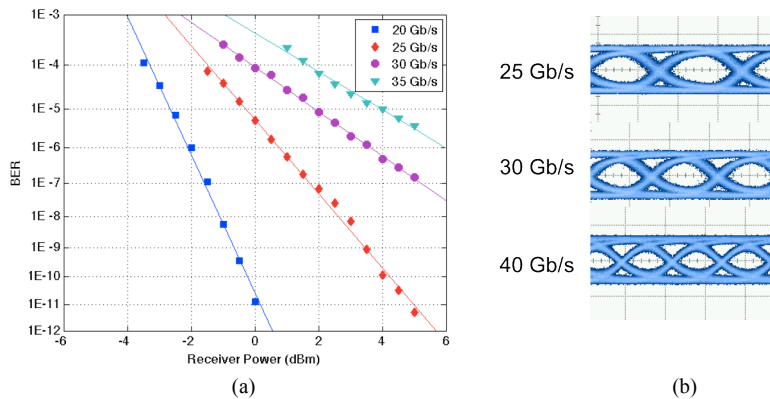 1E -3
1E-4
1E-5
1E-6
1E-7
1E-8
1E-9
1E-10
1E-11
1E-12
BER
-6
-4
-2
0
2
4
6
Receiver Power (dBm)
20 Gb/s
25 Gb/s
30 Gb/s
35 Gb/s
(a)
25 Gb/s
30 Gb/s
40 Gb/s
(b)